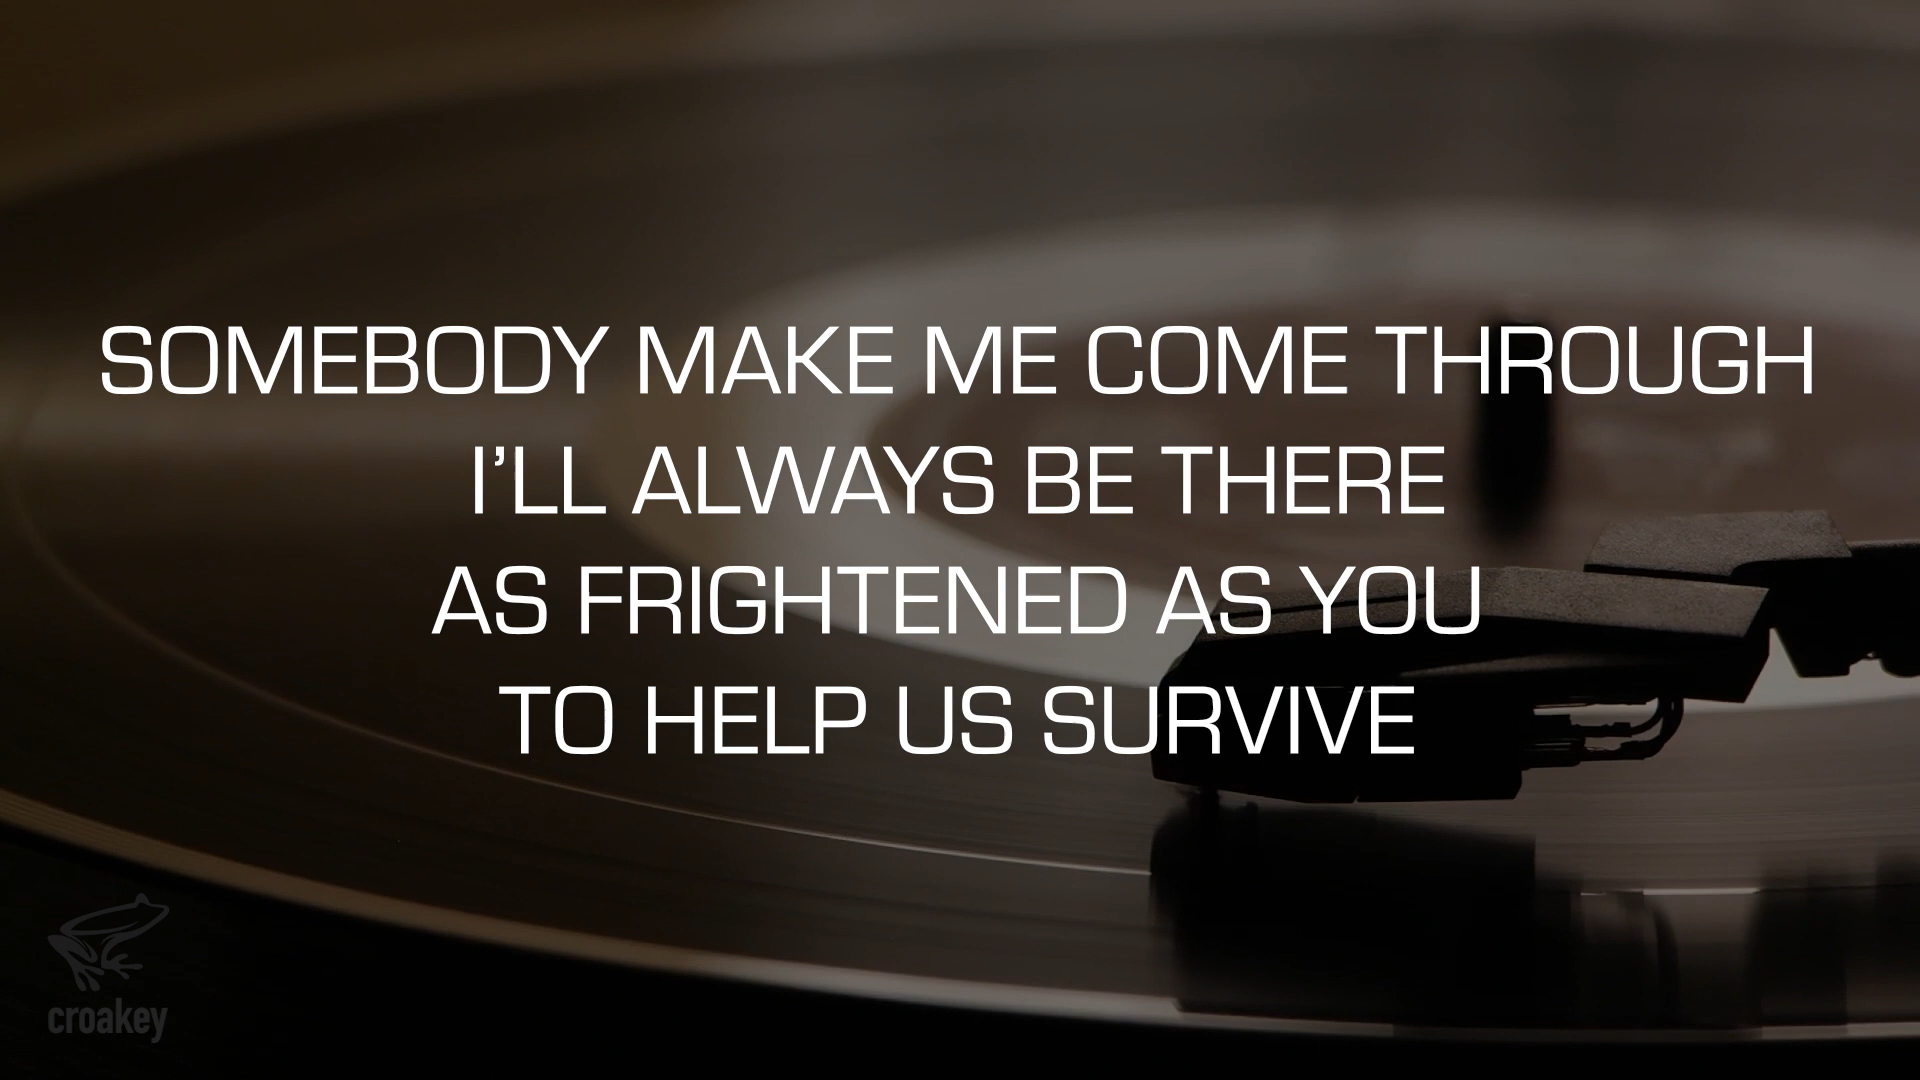 SOMEBODY MAKE ME COME THROUGH
I’LL ALWAYS BE THERE
AS FRIGHTENED AS YOU
TO HELP US SURVIVE
croakey